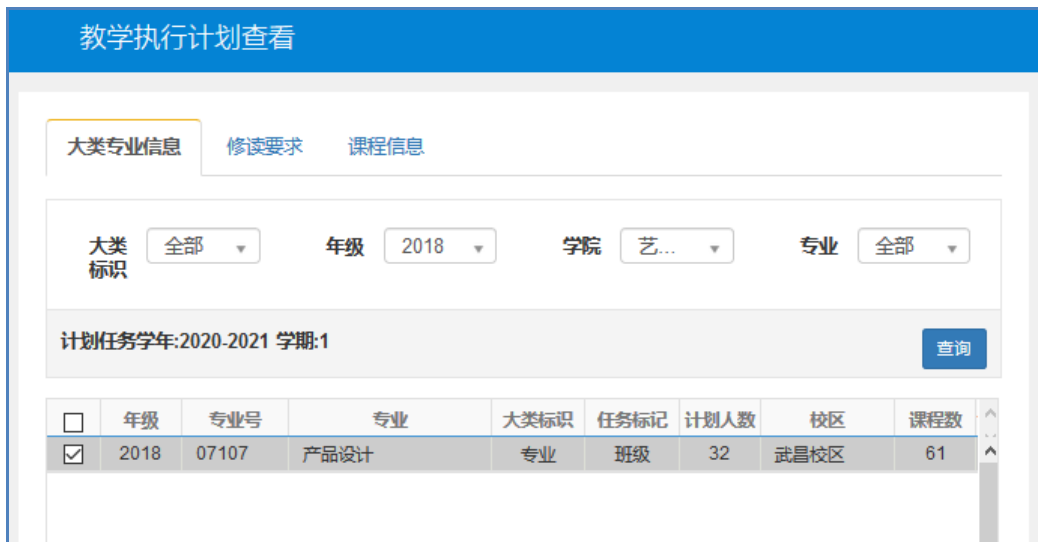 教学执行计划查看
大类专业信息 修读要求 课程信息
大类标识 全部 年级 2018 学院 艺... 专业 全部
计划任务学年:2020-2021 学期:1 查询
年级 专业号 专业 大类标识 任务标记 计划人数 校区 课程数
2018 07107 产品设计 专业 班级 32 武昌校区 61